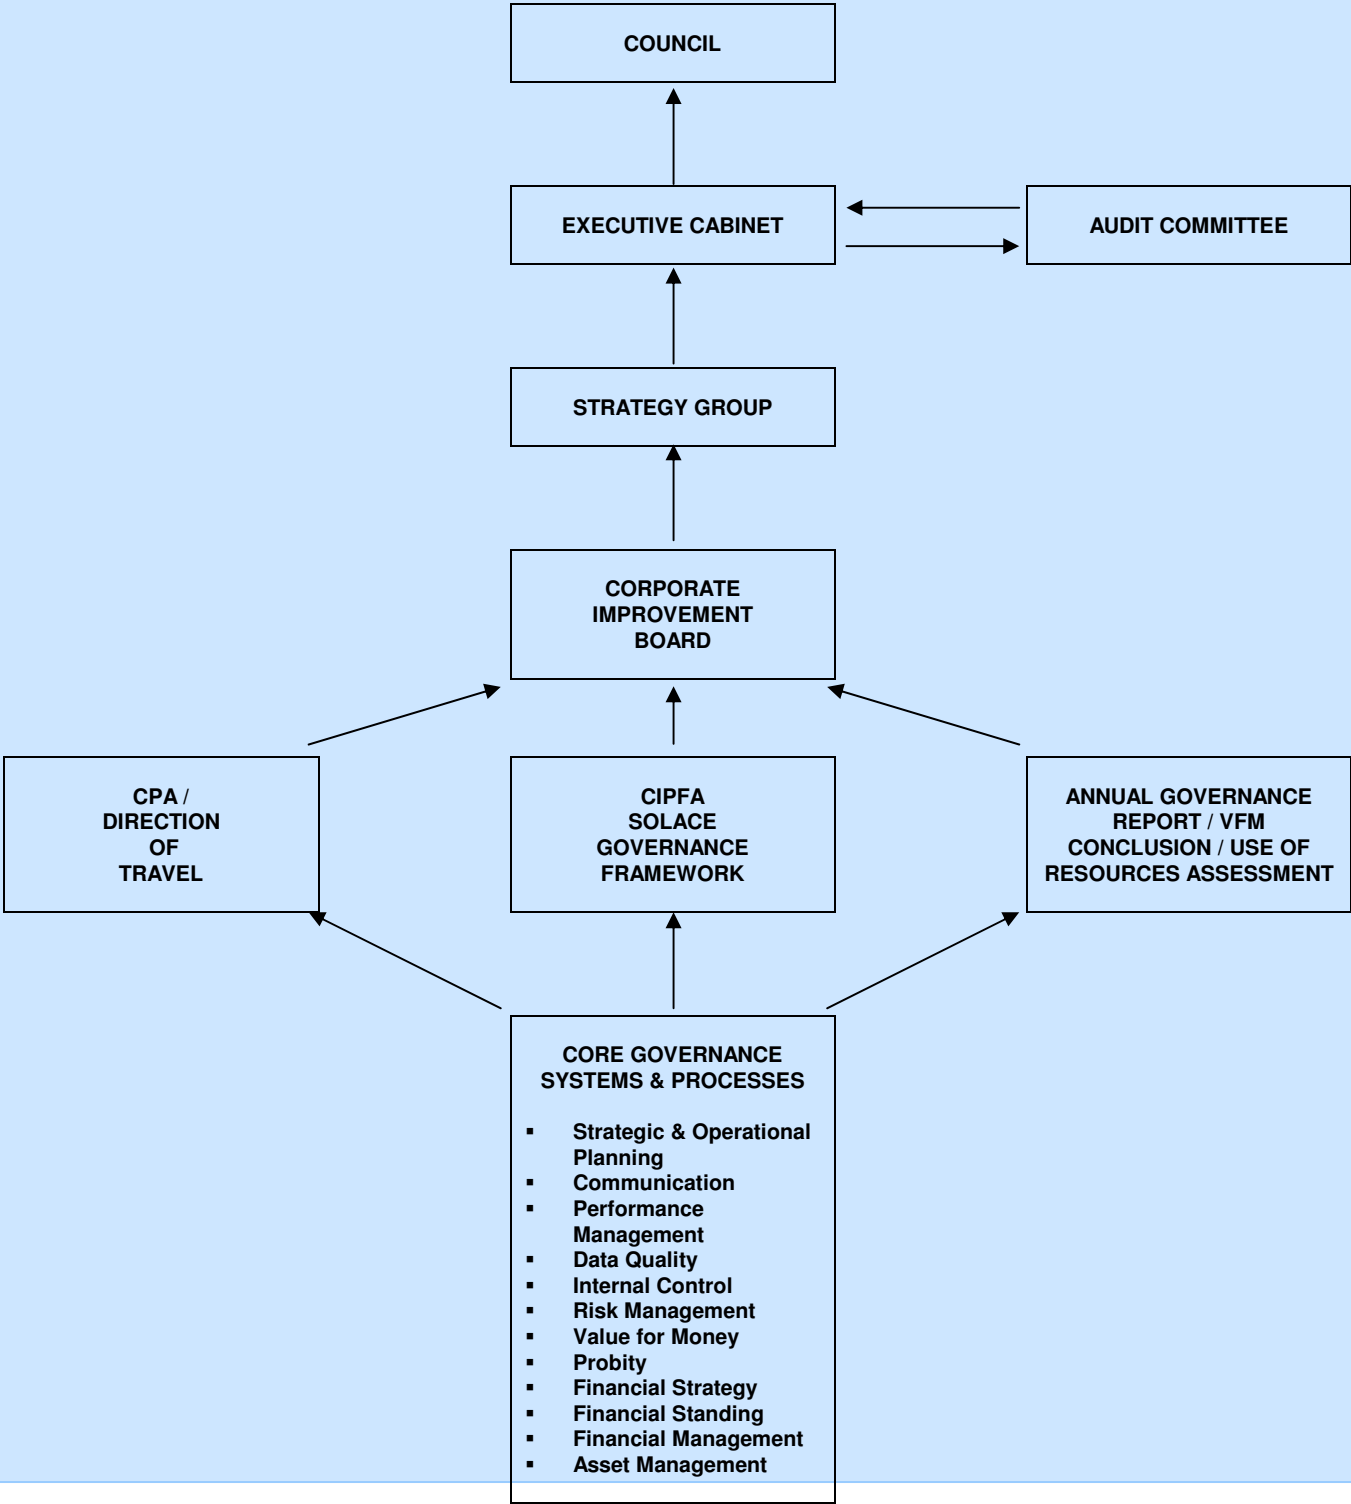 COUNCIL
EXECUTIVE CABINET
AUDIT COMMITTEE
STRATEGY GROUP
CORPORATE
IMPROVEMENT
BOARD
CPA /
DIRECTION
OF
TRAVEL
CIPFA
SOLACE
GOVERNANCE
FRAMEWORK
ANNUAL GOVERNANCE
REPORT / VFM
CONCLUSION / USE OF
RESOURCES ASSESSMENT
CORE GOVERNANCE
SYSTEMS & PROCESSES
▪ Strategic & Operational
Planning
▪ Communication
▪ Performance
Management
▪ Data Quality
▪ Internal Control
▪ Risk Management
▪ Value for Money
▪ Probity
▪ Financial Strategy
▪ Financial Standing
▪ Financial Management
▪ Asset Management